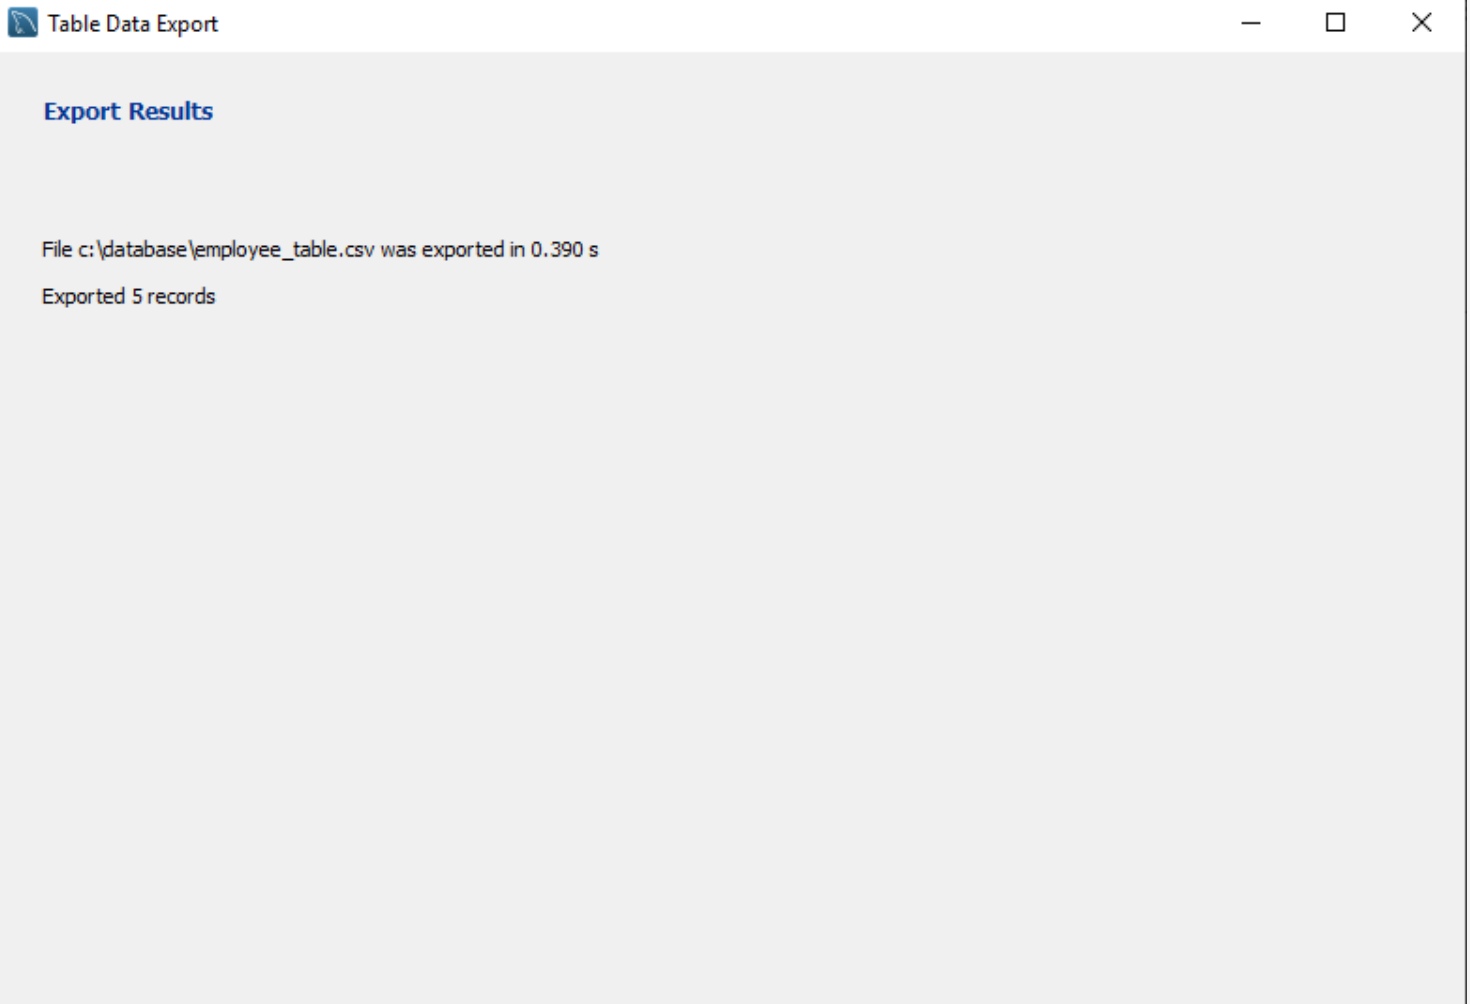 Table Data Export
Export Results
File c:\database\employee_table.csv was exported in 0.390 s
Exported 5 records